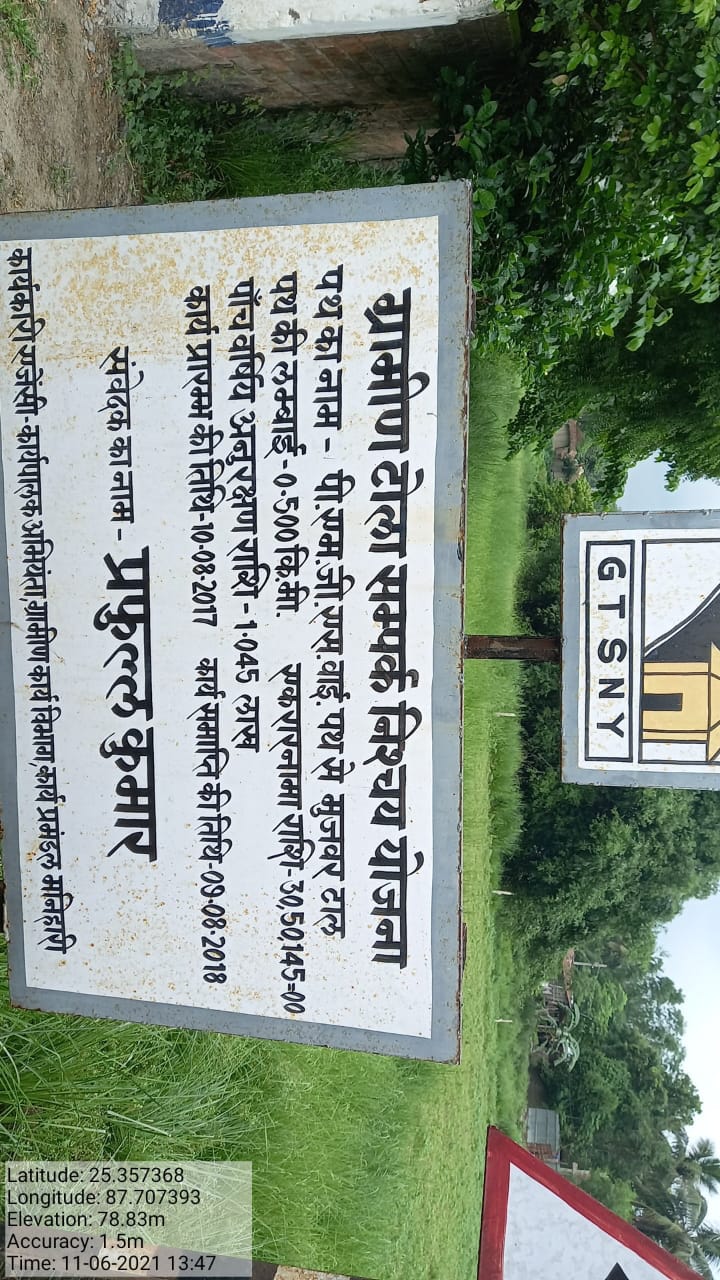 ग्रामीण टोला सम्पर्क निश्चय योजना
पथ का नाम - पी.एम.जी.एस.वाई. पथ से मुजवर टाल
पथ की लम्बाई - 0.500 कि.मी. एकरारनामा राशि - 30,50,145=00
पाँच वर्षिय अनुरक्षण राशि - 1.045 लाख
कार्य प्रारम्भ की तिथि-10-08-2017 कार्य समाप्ति की तिथि-09-08-2018
संवेदक का नाम - प्रफुल्ल कुमार
कार्यकारी एजेंसी-कार्यपालक अभियंता,ग्रामीण कार्य विभाग,कार्य प्रमंडल मनिहारी
GTSNY
Latitude: 25.357368
Longitude: 87.707393
Elevation: 78.83m
Accuracy: 1.5m
Time: 11-06-2021 13:47